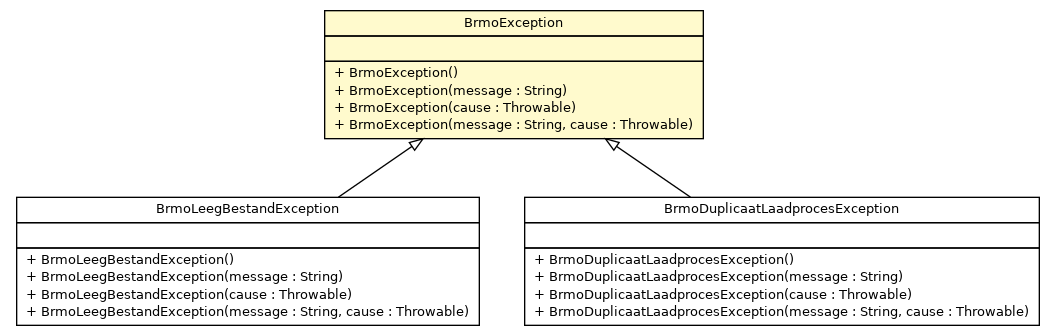 BrmoException
+ BrmoException()
+ BrmoException(message : String)
+ BrmoException(cause : Throwable)
+ BrmoException(message : String, cause : Throwable)
BrmoLeegBestandException
+ BrmoLeegBestandException()
+ BrmoLeegBestandException(message : String)
+ BrmoLeegBestandException(cause : Throwable)
+ BrmoLeegBestandException(message : String, cause : Throwable)
BrmoDuplicaatLaadprocesException
+ BrmoDuplicaatLaadprocesException()
+ BrmoDuplicaatLaadprocesException(message : String)
+ BrmoDuplicaatLaadprocesException(cause : Throwable)
+ BrmoDuplicaatLaadprocesException(message : String, cause : Throwable)